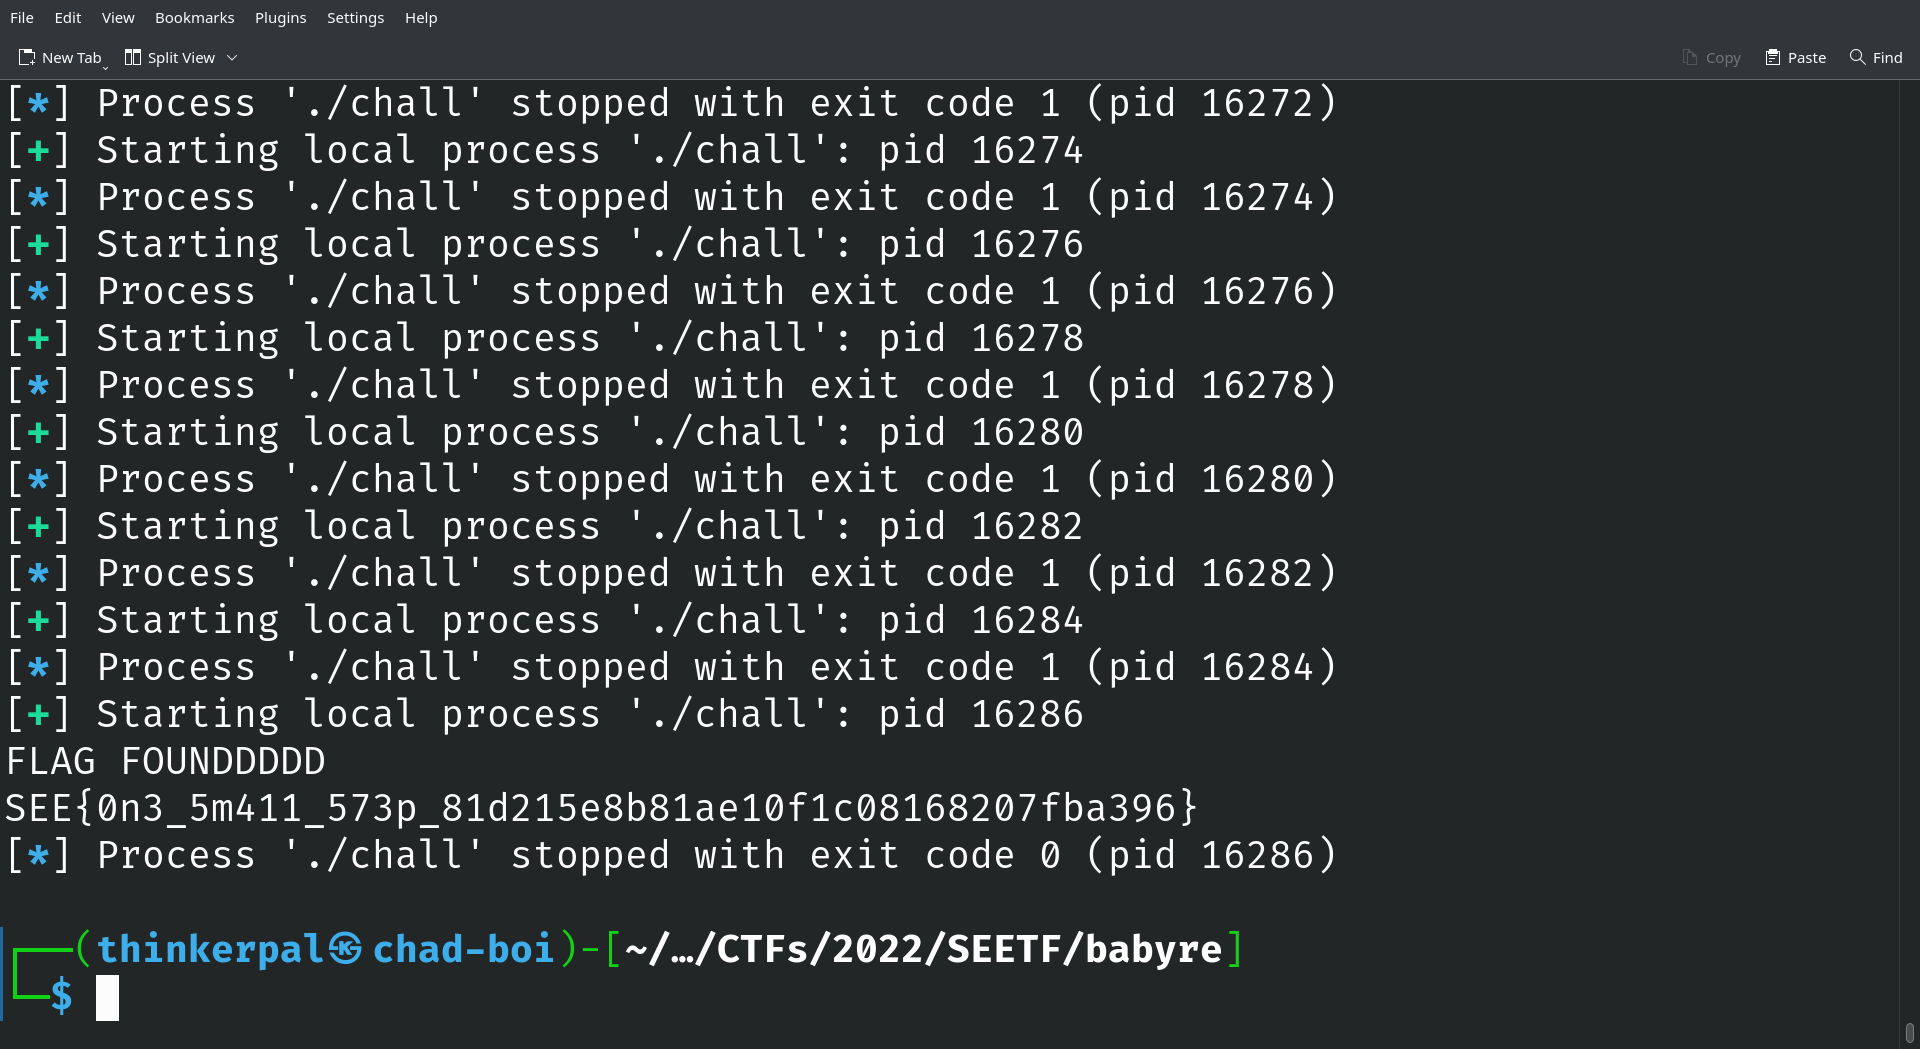 File Edit View Bookmarks Plugins Settings Help
New Tab Split View Copy Paste Find
[*] Process './chall' stopped with exit code 1 (pid 16272)
[+] Starting local process './chall': pid 16274
[*] Process './chall' stopped with exit code 1 (pid 16274)
[+] Starting local process './chall': pid 16276
[*] Process './chall' stopped with exit code 1 (pid 16276)
[+] Starting local process './chall': pid 16278
[*] Process './chall' stopped with exit code 1 (pid 16278)
[+] Starting local process './chall': pid 16280
[*] Process './chall' stopped with exit code 1 (pid 16280)
[+] Starting local process './chall': pid 16282
[*] Process './chall' stopped with exit code 1 (pid 16282)
[+] Starting local process './chall': pid 16284
[*] Process './chall' stopped with exit code 1 (pid 16284)
[+] Starting local process './chall': pid 16286
FLAG FOUNDDDDD
SEE{0n3_5m411_573p_81d215e8b81ae10f1c08168207fba396}
[*] Process './chall' stopped with exit code 0 (pid 16286)
┌──(thinkerpal㉿chad-boi)-[~/…/CTFs/2022/SEETF/babyre]
└─$